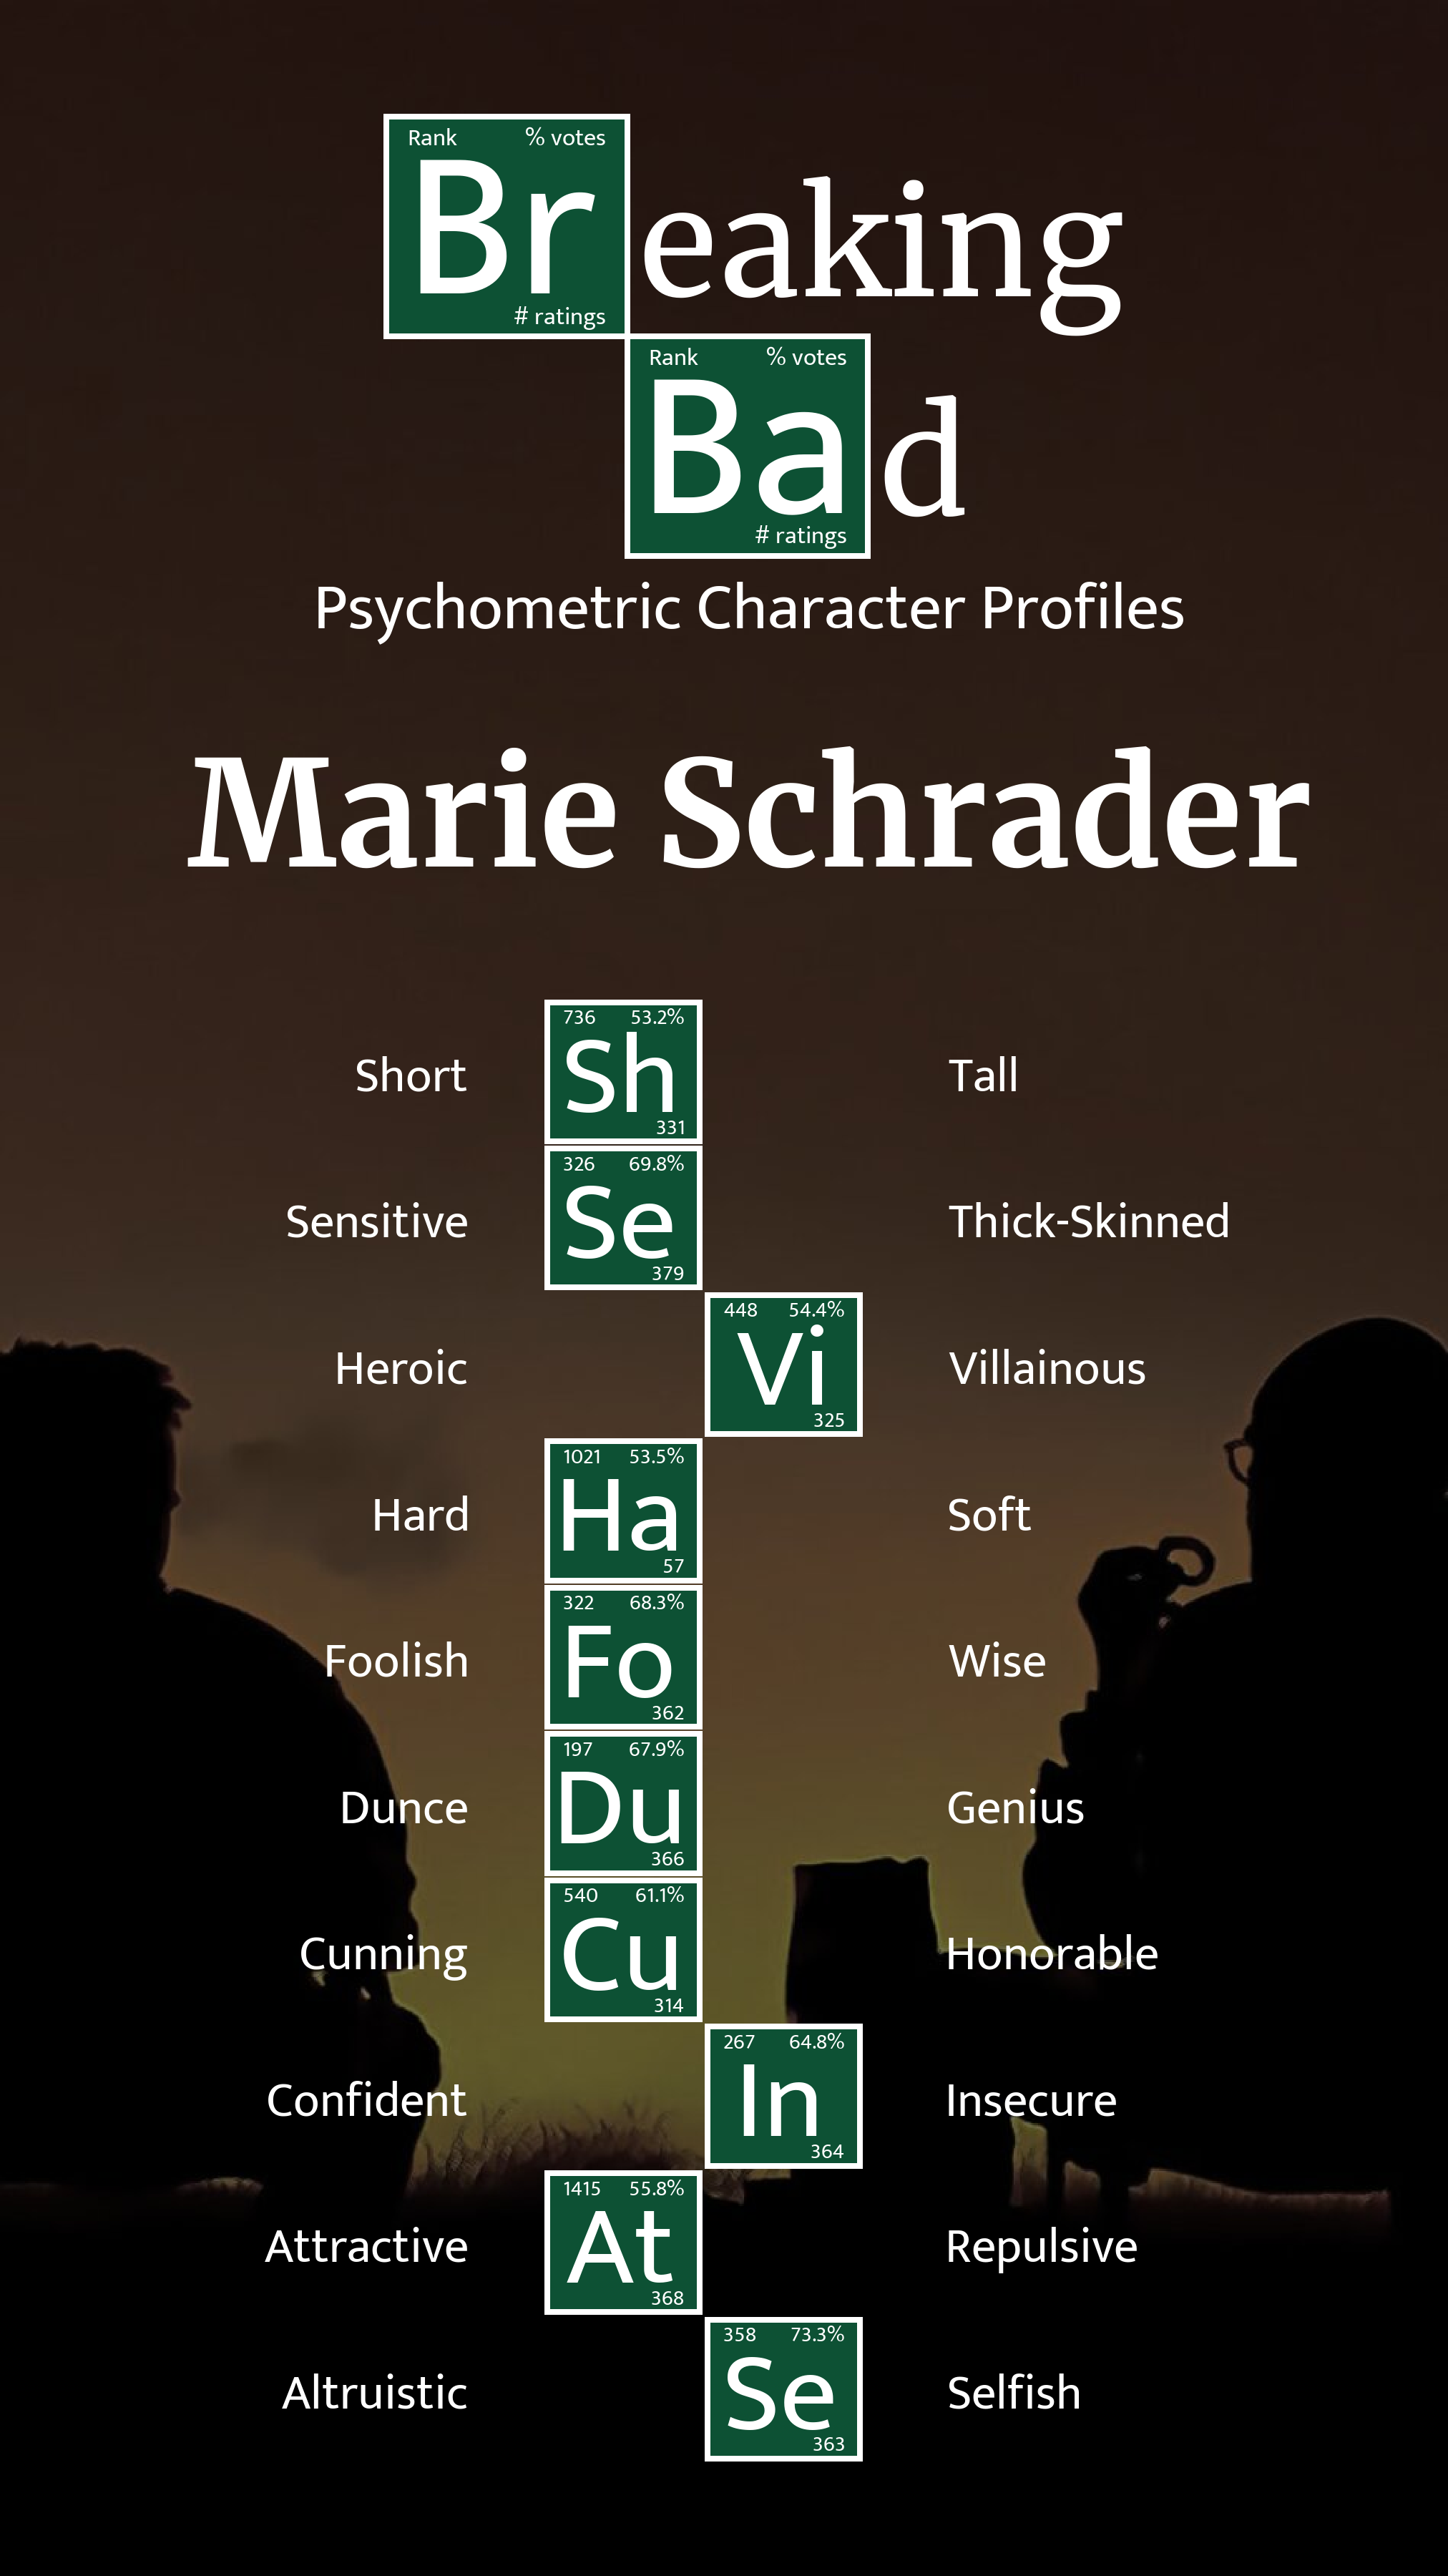 Rank % votes
Breaking
# ratings
Rank % votes
Bad
# ratings
Psychometric Character Profiles
Marie Schrader
736 53.2%
Short Sh Tall
331
326 69.8%
Sensitive Se Thick-Skinned
379
448 54.4%
Heroic Vi Villainous
325
1021 53.5%
Hard Ha Soft
57
322 68.3%
Foolish Fo Wise
362
197 67.9%
Dunce Du Genius
366
540 61.1%
Cunning Cu Honorable
314
267 64.8%
Confident In Insecure
364
1415 55.8%
Attractive At Repulsive
368
358 73.3%
Altruistic Se Selfish
363